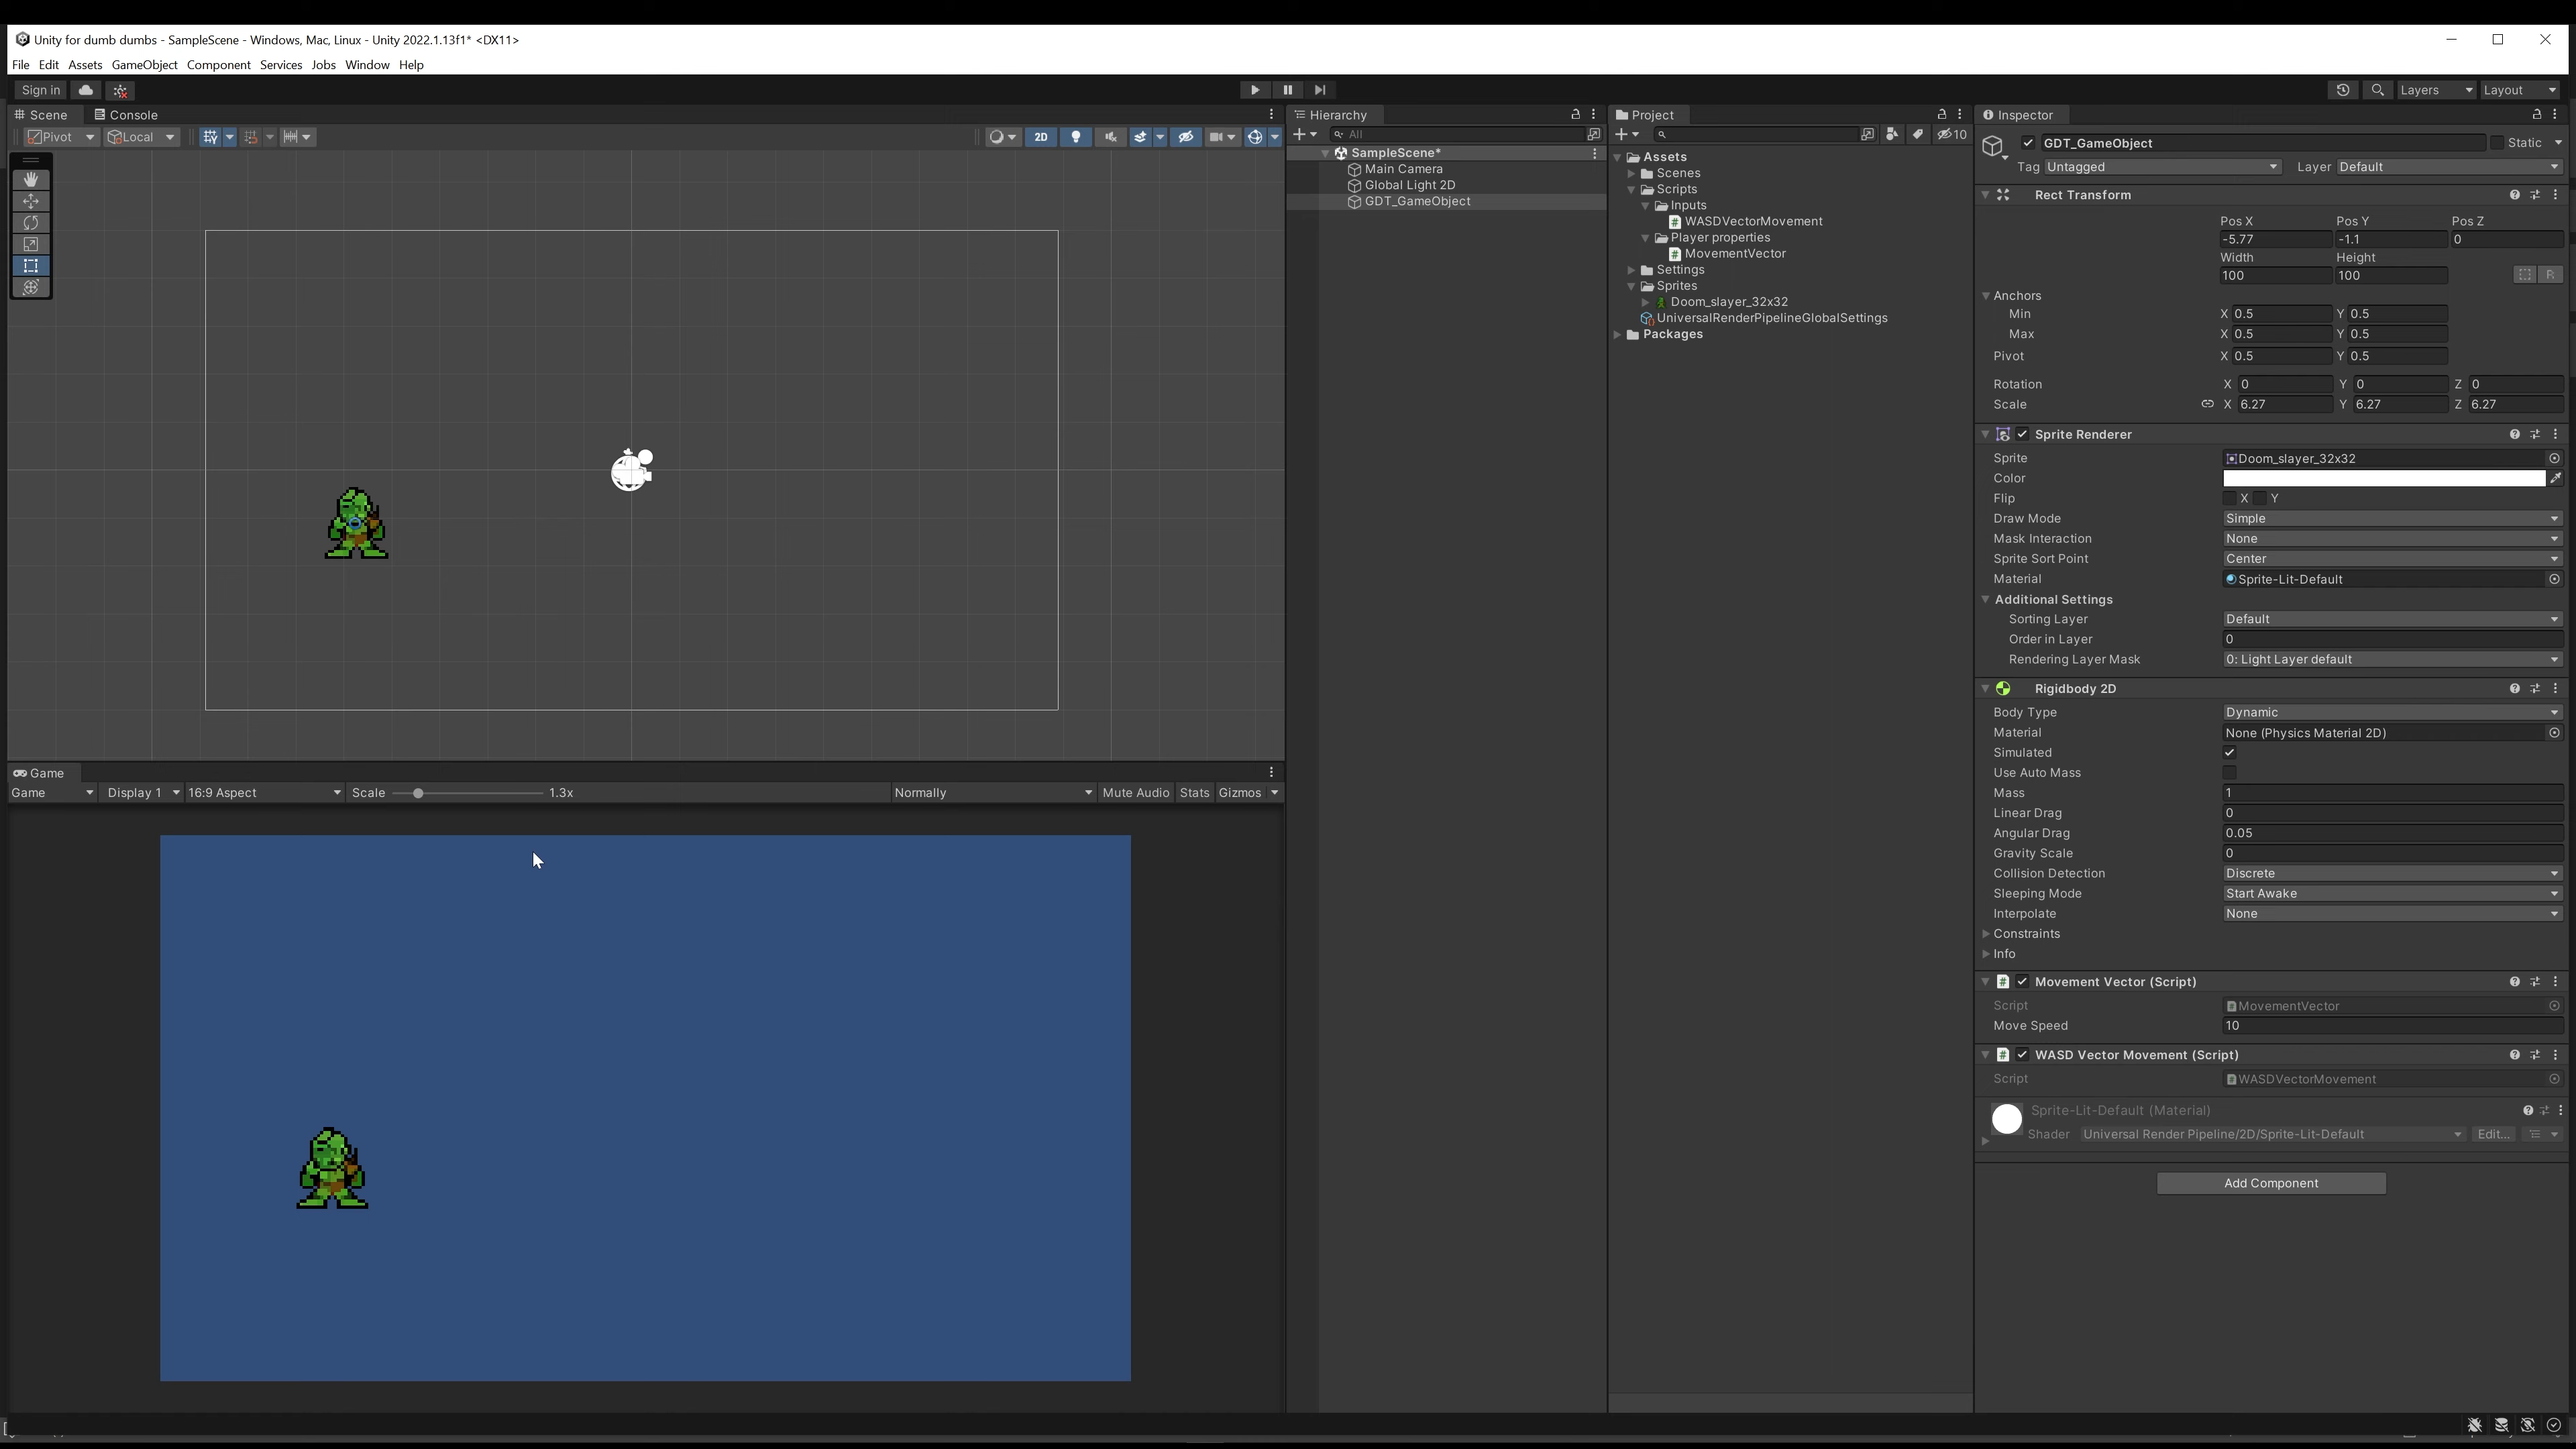 Unity for dumb dumbs - SampleScene - Windows, Mac, Linux - Unity 2022.1.13f1* <DX11>
File Edit Assets GameObject Component Services Jobs Window Help
Sign in
Layers Layout
Scene Console
Pivot Local
2D
Game
Game Display 1 16:9 Aspect Scale 1.3x Normally Mute Audio Stats Gizmos
Hierarchy
All
SampleScene*
Main Camera
Global Light 2D
GDT_GameObject
Project
10
Assets
Scenes
Scripts
Inputs
WASDVectorMovement
Player properties
MovementVector
Settings
Sprites
Doom_slayer_32x32
UniversalRenderPipelineGlobalSettings
Packages
Inspector
GDT_GameObject Static
Tag Untagged Layer Default
Rect Transform
Pos X Pos Y Pos Z
-5.77 -1.1 0
Width Height
100 100
R
Anchors
Min X 0.5 Y 0.5
Max X 0.5 Y 0.5
Pivot X 0.5 Y 0.5
Rotation X 0 Y 0 Z 0
Scale X 6.27 Y 6.27 Z 6.27
Sprite Renderer
Sprite Doom_slayer_32x32
Color
Flip X Y
Draw Mode Simple
Mask Interaction None
Sprite Sort Point Center
Material Sprite-Lit-Default
Additional Settings
Sorting Layer Default
Order in Layer 0
Rendering Layer Mask 0: Light Layer default
Rigidbody 2D
Body Type Dynamic
Material None (Physics Material 2D)
Simulated
Use Auto Mass
Mass 1
Linear Drag 0
Angular Drag 0.05
Gravity Scale 0
Collision Detection Discrete
Sleeping Mode Start Awake
Interpolate None
Constraints
Info
Movement Vector (Script)
Script MovementVector
Move Speed 10
WASD Vector Movement (Script)
Script WASDVectorMovement
Sprite-Lit-Default (Material)
Shader Universal Render Pipeline/2D/Sprite-Lit-Default Edit...
Add Component